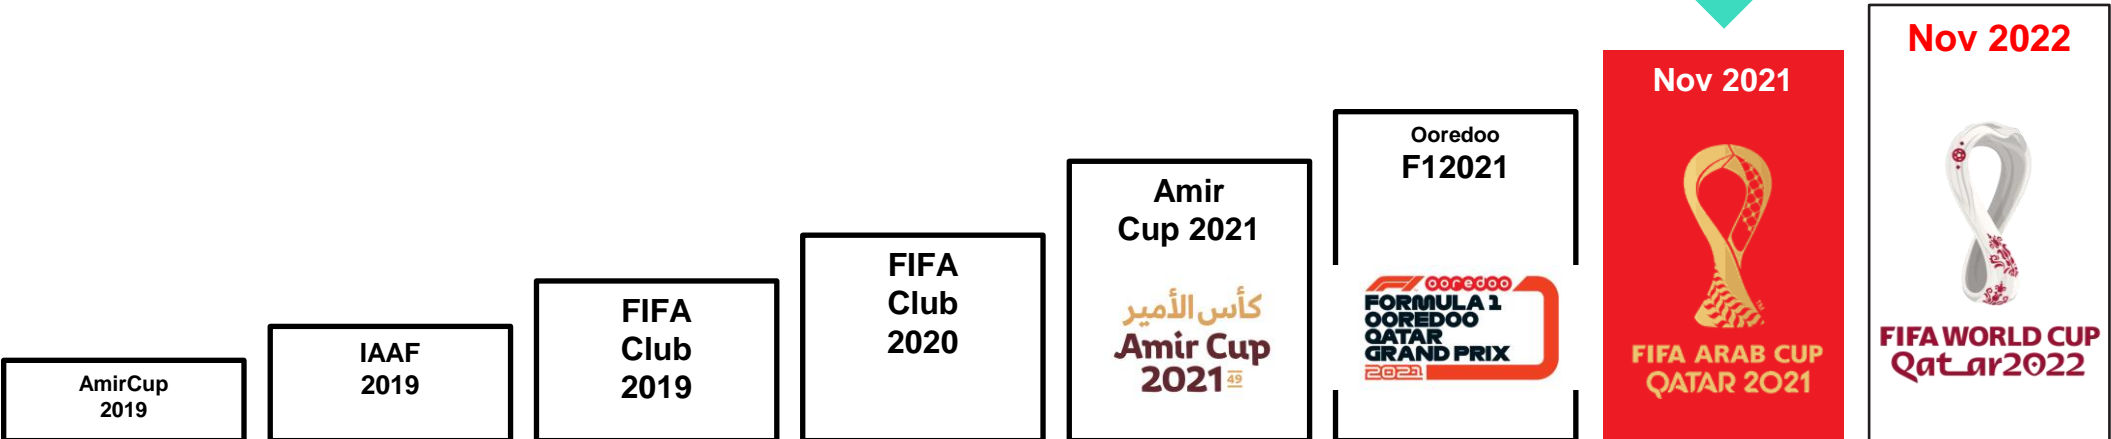 AmirCup
2019
IAAF
2019
FIFA
Club
2019
FIFA
Club
2020
Amir
Cup 2021
كأس الأمير
Amir Cup
2021 49
Ooredoo
F12021
ooredoo
FORMULA 1
OOREDOO
QATAR
GRAND PRIX
2021
Nov 2021
TM
FIFA ARAB CUP
QATAR 2021
Nov 2022
FIFA WORLD CUP
Qatar2022